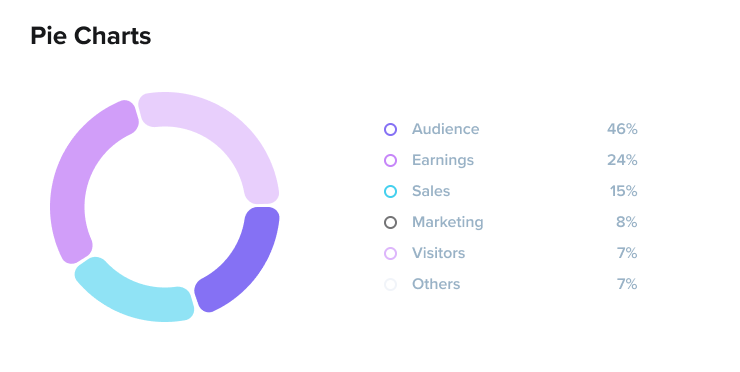 Pie Charts
Audience 46%
Earnings 24%
Sales 15%
Marketing 8%
Visitors 7%
Others 7%